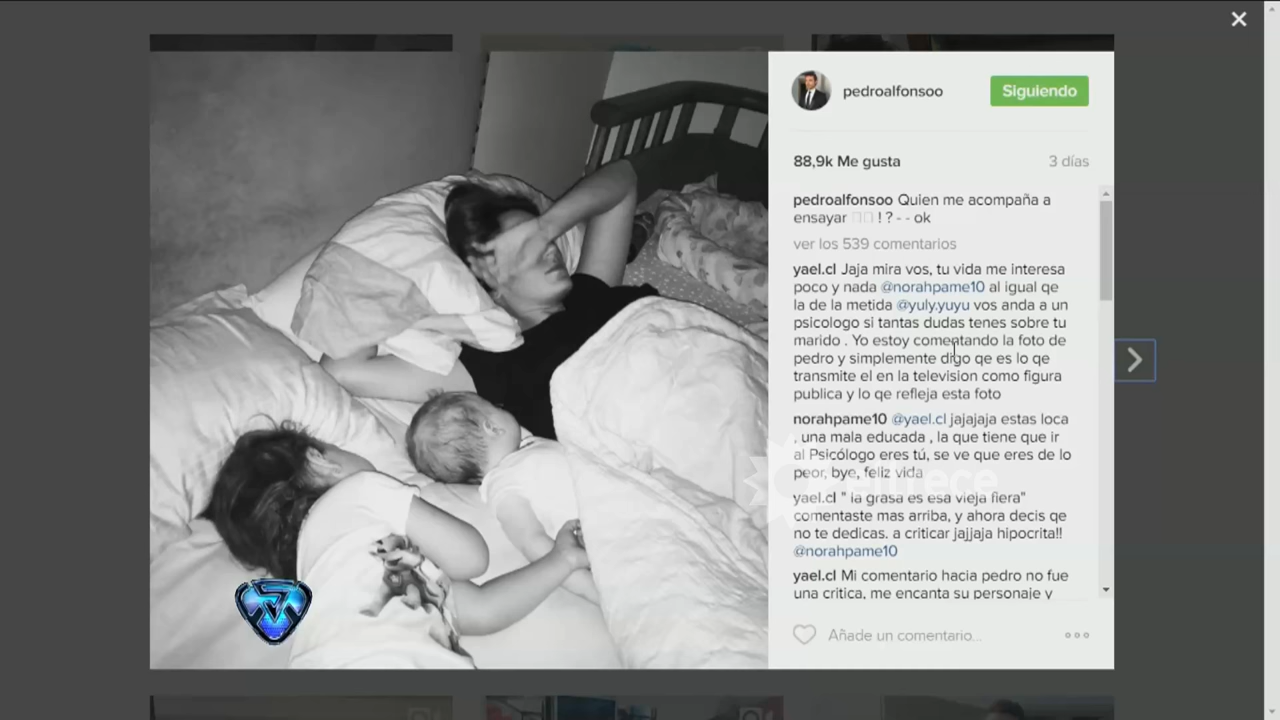 pedroalfonsoo
Siguiendo
88,9k Me gusta
3 días
pedroalfonsoo Quien me acompaña a
ensayar !? - - ok
ver los 539 comentarios
yael.cl Jaja mira vos, tu vida me interesa
poco y nada @norahpame10 al igual qe
la de la metida @yuly.yuyu vos anda a un
psicologo si tantas dudas tenes sobre tu
marido . Yo estoy comentando la foto de
pedro y simplemente digo qe es lo qe
transmite el en la television como figura
publica y lo qe refleja esta foto
norahpame10 @yael.cl jajajaja estas loca
, una mala educada , la que tiene que ir
al Psicólogo eres tú, se ve que eres de lo
peor, bye, feliz vida
yael.cl " la grasa es esa vieja fiera"
comentaste mas arriba, y ahora decis qe
no te dedicas. a criticar jajjaja hipocrita!!
@norahpame10
yael.cl Mi comentario hacia pedro no fue
una critica, me encanta su personaje y
Añade un comentario...